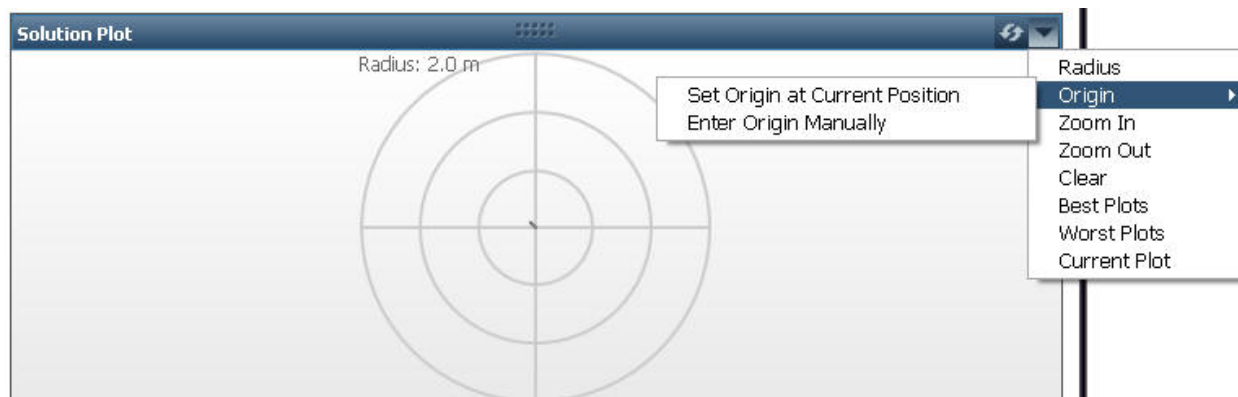 Solution Plot
Radius: 2.0 m
Radius
Origin
Zoom In
Zoom Out
Clear
Best Plots
Worst Plots
Current Plot
Set Origin at Current Position
Enter Origin Manually